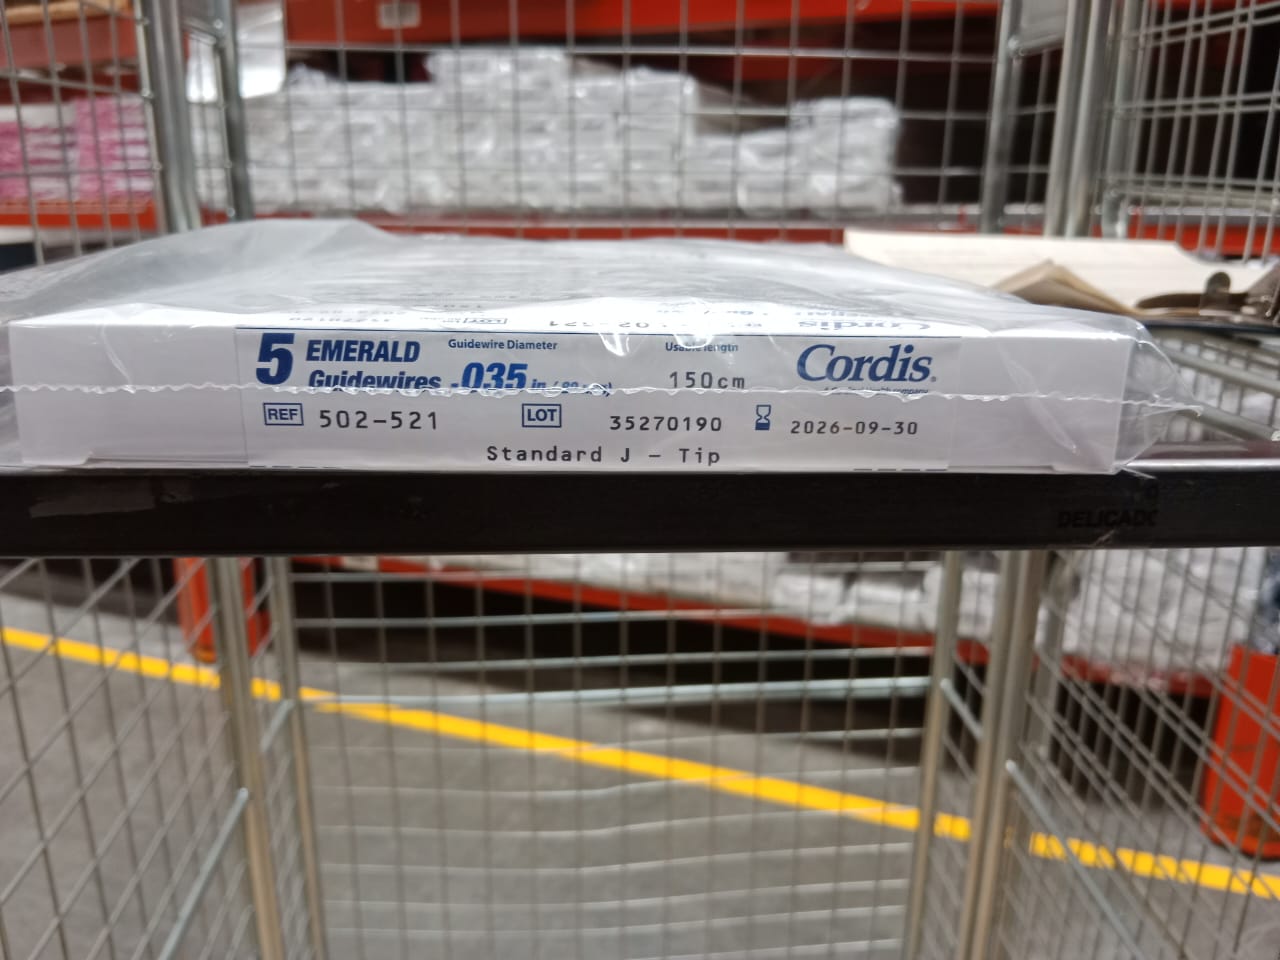 5 EMERALD Guidewire Diameter Usable length Cordis®
Guidewires .035 in 150cm
REF 502-521 LOT 35270190 2026-09-30
Standard J - Tip
DELICADO